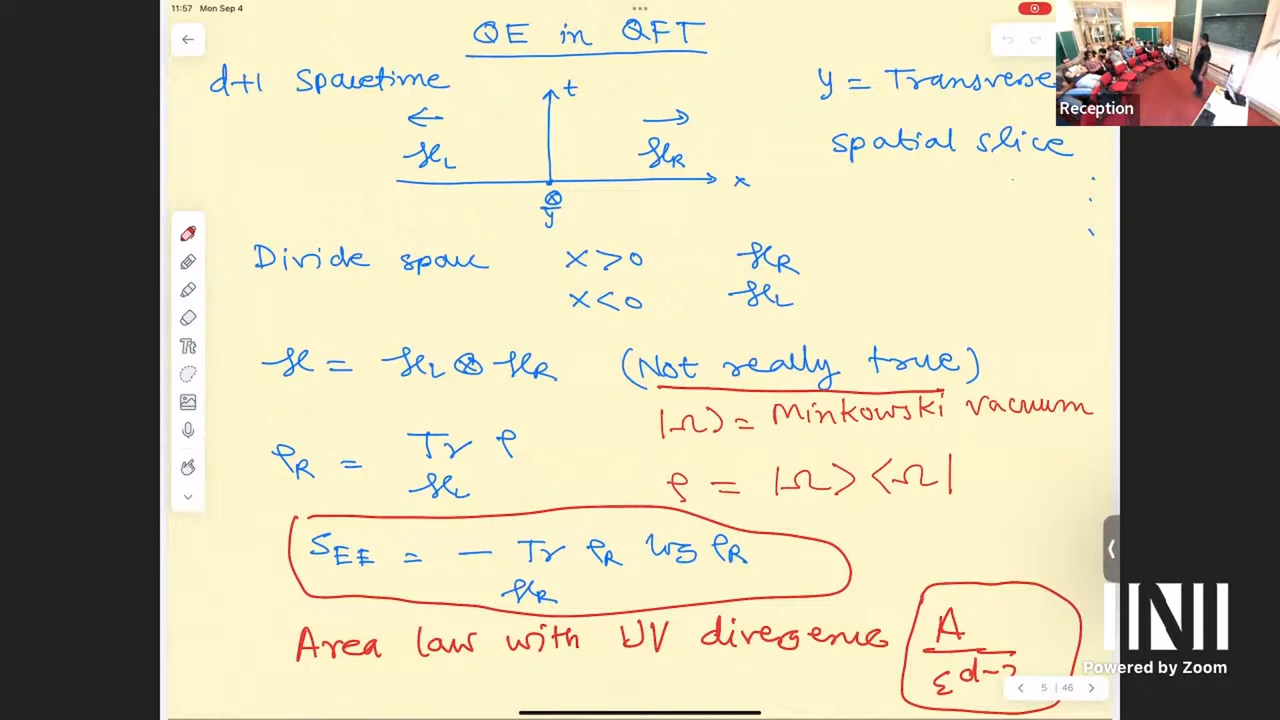 11:57 Mon Sep 4
QE in QFT
d+1 Spacetime
t
y = Transverse
spatial slice
ℋL
ℋR
x
⊗
y
Divide space x>0 ℋR
x<0 ℋL
ℋ = ℋL ⊗ ℋR (Not really true)
|Ω⟩ = Minkowski vacuum
ρR = Tr ρ
ℋL
ρ = |Ω⟩⟨Ω|
SEE = − Tr ρR log ρR
ℋR
Area law with UV divergence
A
Tt
5 | 46
Reception
INI
Powered by Zoom